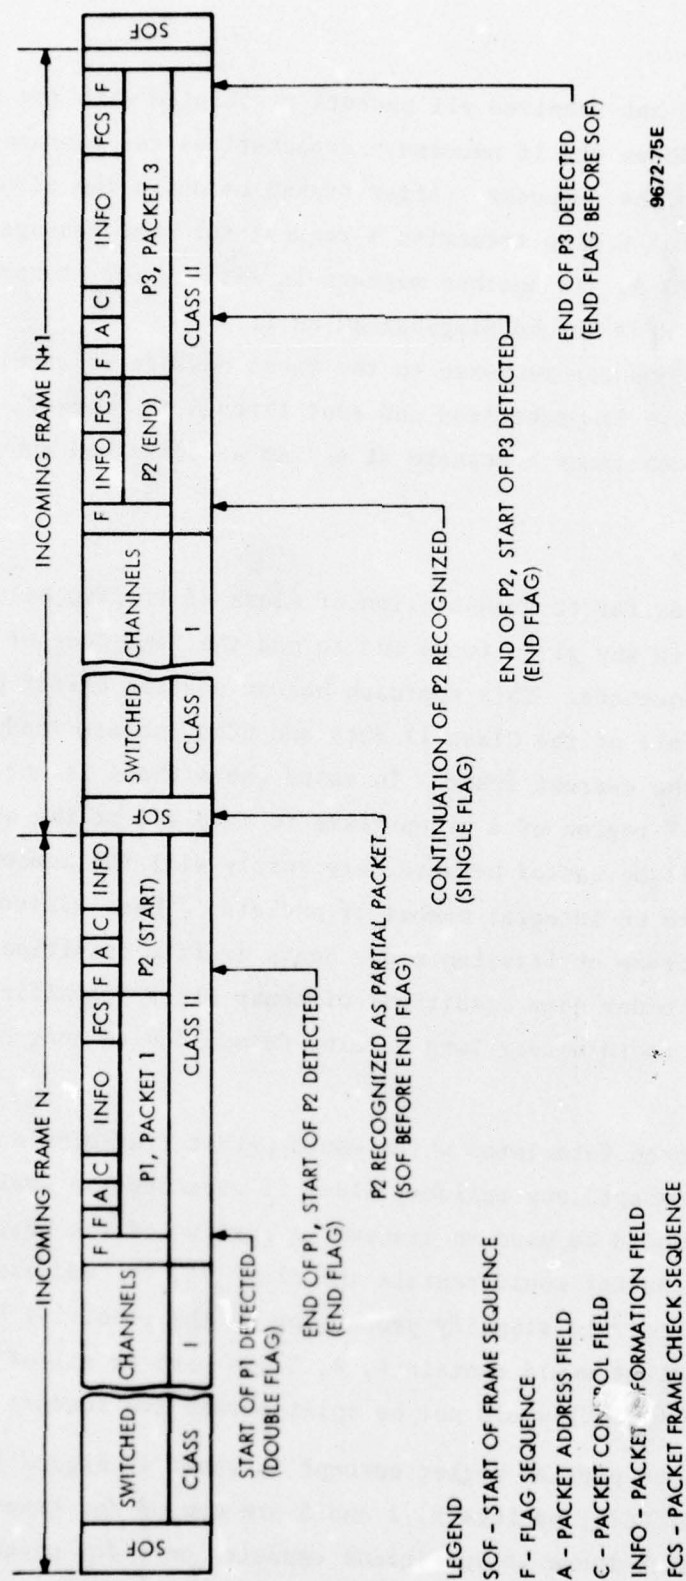 INCOMING FRAME N
INCOMING FRAME N+1
SOF
SWITCHED
CHANNELS
CLASS
I
F
F
A
C
INFO
FCS
F
A
C
INFO
P1, PACKET 1
P2 (START)
CLASS II
SOF
SWITCHED
CHANNELS
CLASS
I
F
INFO
FCS
F
A
C
INFO
FCS
F
P2 (END)
P3, PACKET 3
CLASS II
SOF
START OF P1 DETECTED
(DOUBLE FLAG)
END OF P1, START OF P2 DETECTED
(END FLAG)
P2 RECOGNIZED AS PARTIAL PACKET
(SOF BEFORE END FLAG)
CONTINUATION OF P2 RECOGNIZED
(SINGLE FLAG)
END OF P2, START OF P3 DETECTED
(END FLAG)
END OF P3 DETECTED
(END FLAG BEFORE SOF)
LEGEND
SOF - START OF FRAME SEQUENCE
F - FLAG SEQUENCE
A - PACKET ADDRESS FIELD
C - PACKET CONTROL FIELD
INFO - PACKET INFORMATION FIELD
FCS - PACKET FRAME CHECK SEQUENCE
9672-75E